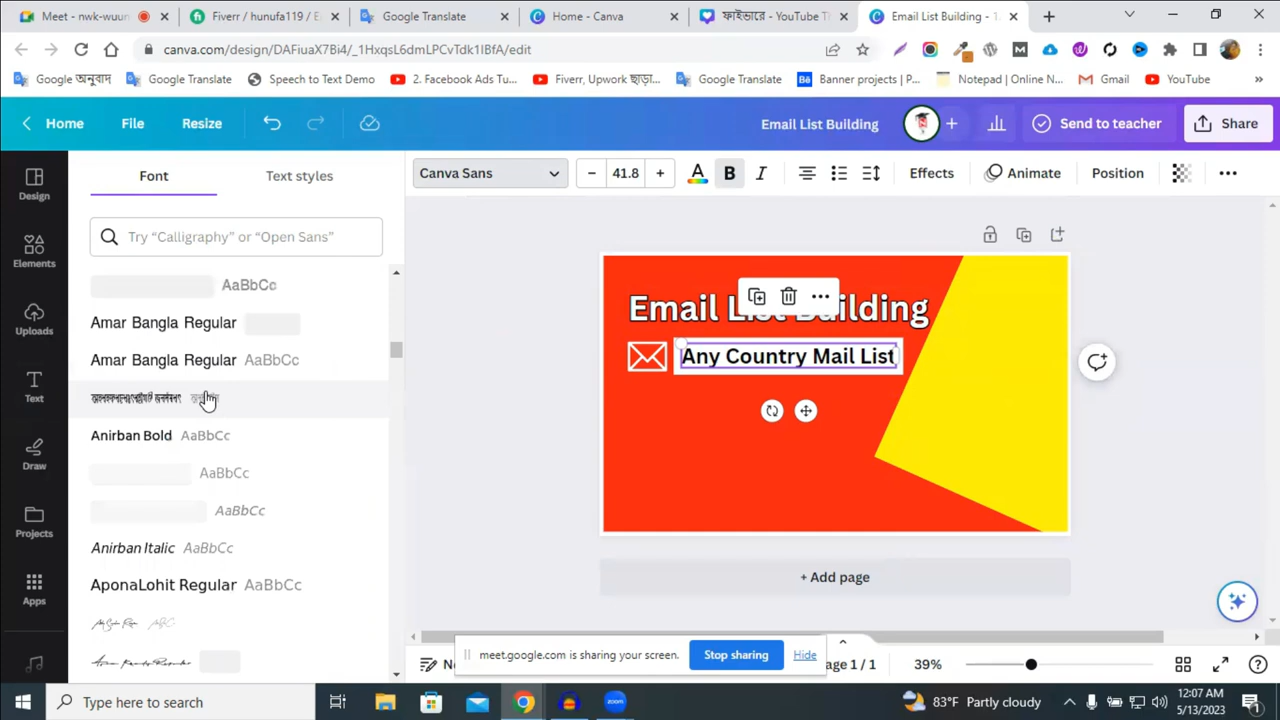 Meet - nwk-wuun
Fiverr / hunufa119 / E
Google Translate
Home - Canva
ফাইভারে - YouTube T
Email List Building - 1
canva.com/design/DAFiuaX7Bi4/_1HxqsL6dmLPCvTdk1IBfA/edit
Google অনুবাদ
Google Translate
Speech to Text Demo
2. Facebook Ads Tu...
Fiverr, Upwork ছাড়া...
Google Translate
Banner projects | P...
Notepad | Online N...
Gmail
YouTube
Home
File
Resize
Email List Building
Send to teacher
Share
Design
Elements
Uploads
Text
Draw
Projects
Apps
Font
Text styles
Try “Calligraphy” or “Open Sans”
AaBbCc
Amar Bangla Regular
Amar Bangla Regular AaBbCc
Anirban Bold AaBbCc
AaBbCc
AaBbCc
Anirban Italic AaBbCc
AponaLohit Regular AaBbCc
Canva Sans
41.8
A B I
Effects
Animate
Position
Email List Building
Any Country Mail List
+ Add page
meet.google.com is sharing your screen.
Stop sharing
Hide
age 1 / 1
39%
Type here to search
83°F Partly cloudy
12:07 AM
5/13/2023